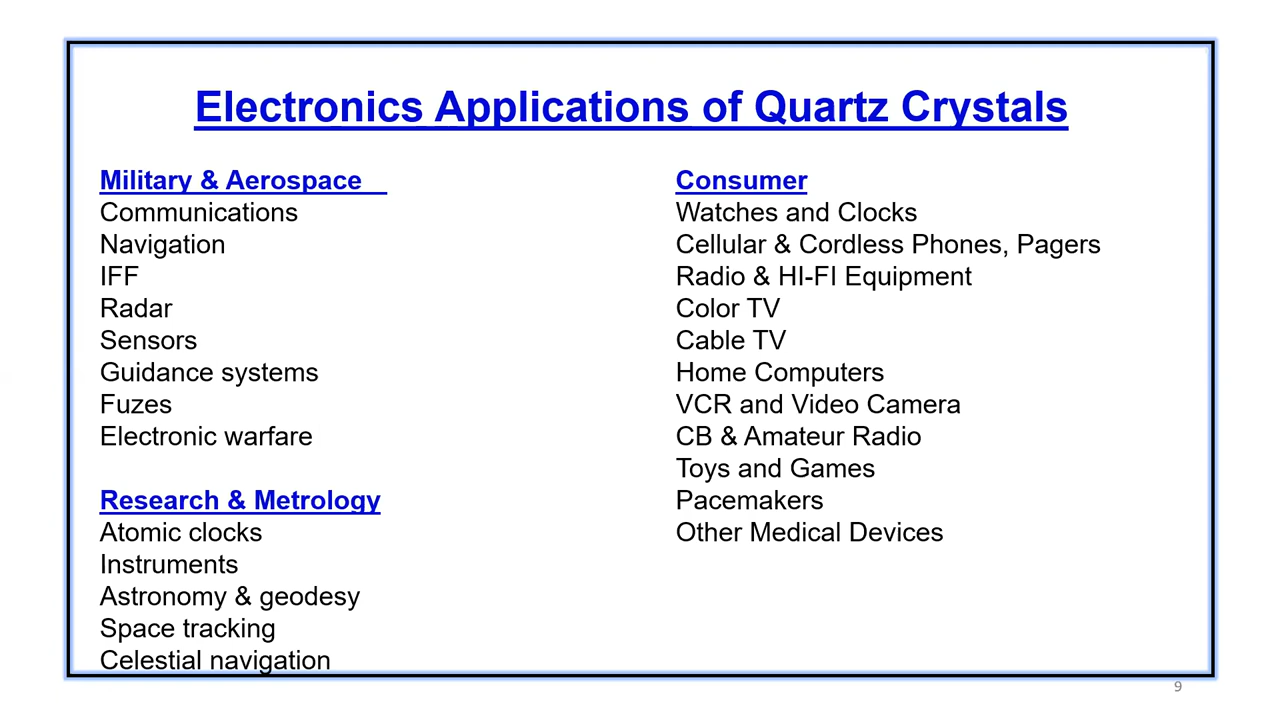 Electronics Applications of Quartz Crystals
Military & Aerospace
Communications
Navigation
IFF
Radar
Sensors
Guidance systems
Fuzes
Electronic warfare
Research & Metrology
Atomic clocks
Instruments
Astronomy & geodesy
Space tracking
Celestial navigation
Consumer
Watches and Clocks
Cellular & Cordless Phones, Pagers
Radio & HI-FI Equipment
Color TV
Cable TV
Home Computers
VCR and Video Camera
CB & Amateur Radio
Toys and Games
Pacemakers
Other Medical Devices
9